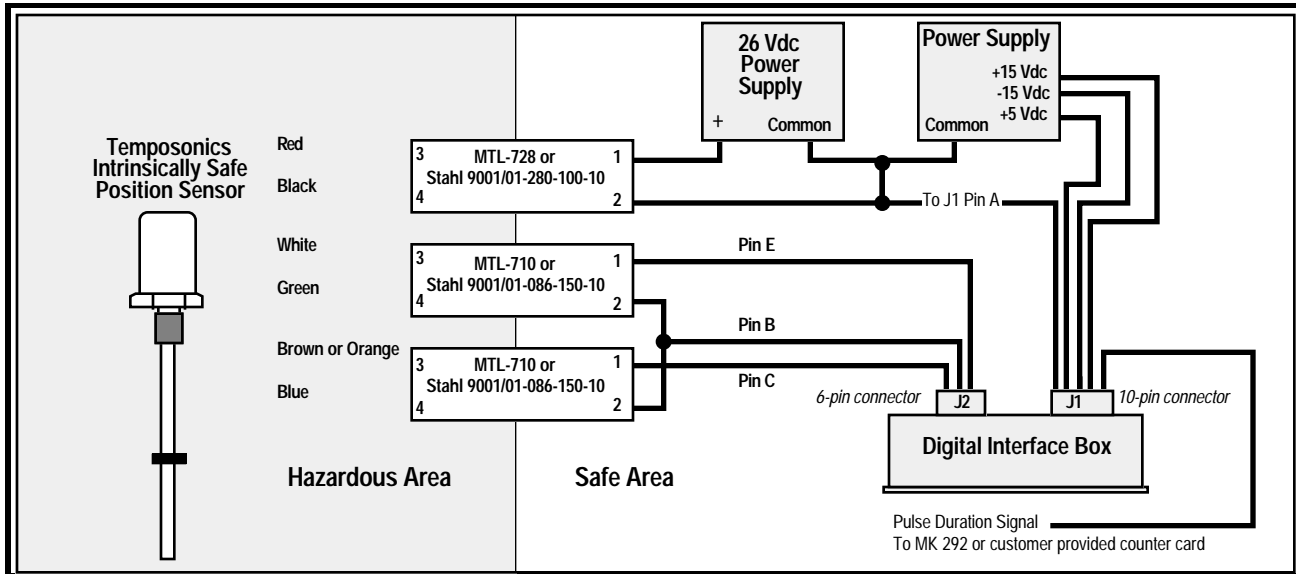 Temposonics
Intrinsically Safe
Position Sensor
Red
Black
White
Green
Brown or Orange
Blue
3
MTL-728 or
1
Stahl 9001/01-280-100-10
4
2
3
MTL-710 or
1
Stahl 9001/01-086-150-10
4
2
3
MTL-710 or
1
Stahl 9001/01-086-150-10
4
2
Hazardous Area
Safe Area
26 Vdc
Power
Supply
+
Common
Power Supply
+15 Vdc
-15 Vdc
+5 Vdc
Common
To J1 Pin A
Pin E
Pin B
Pin C
6-pin connector
J2
J1
10-pin connector
Digital Interface Box
Pulse Duration Signal
To MK 292 or customer provided counter card